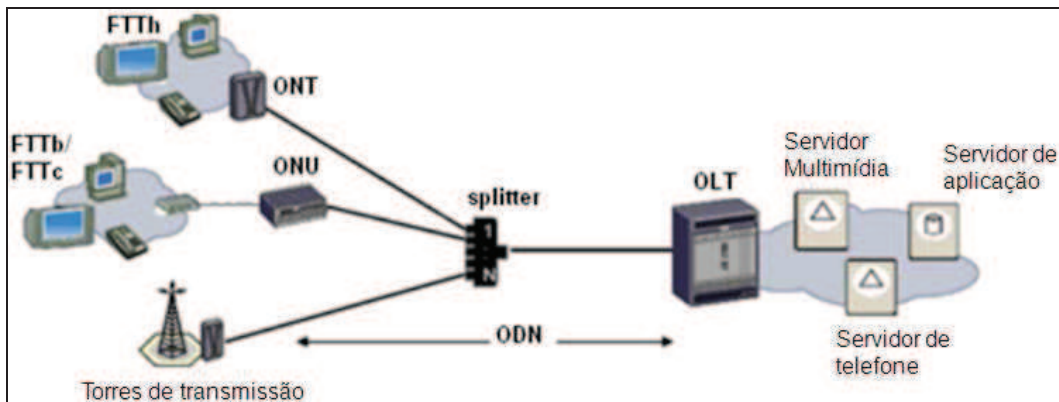 FTTh
ONT
FTTb/
FTTc
ONU
splitter
1
N
OLT
Servidor
Multimídia
Servidor de
aplicação
ODN
Servidor de
telefone
Torres de transmissão